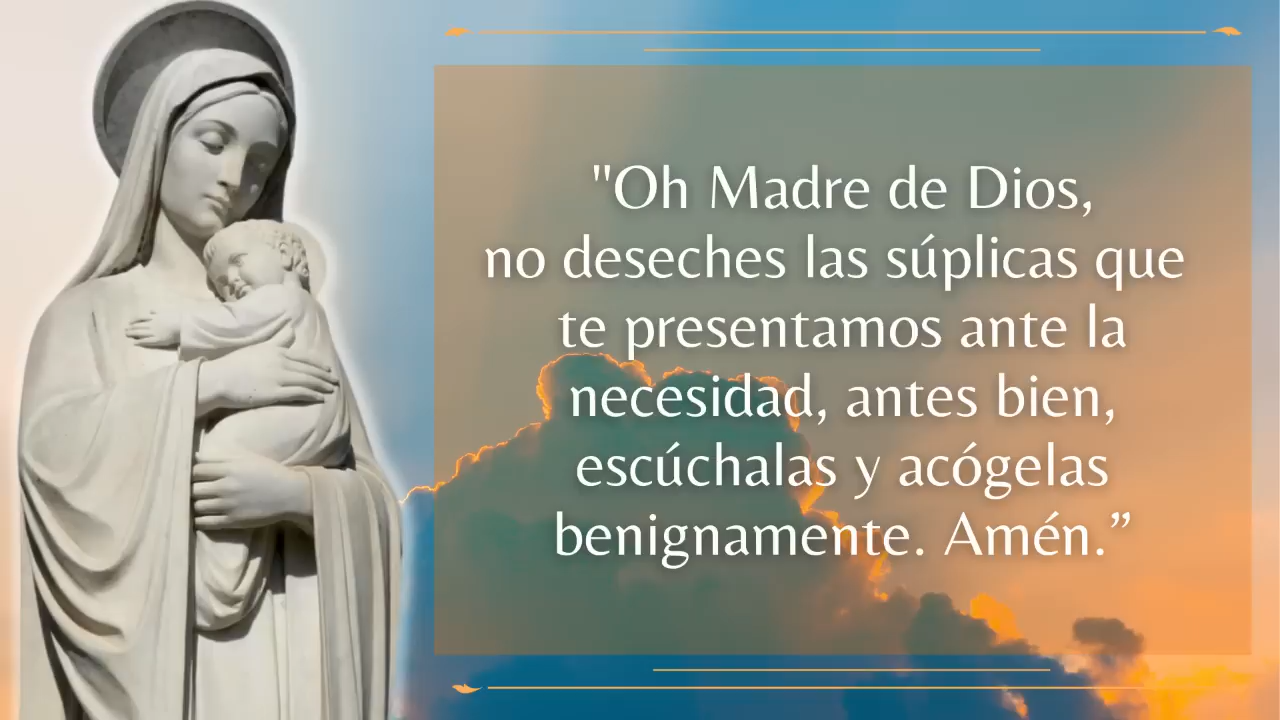 "Oh Madre de Dios,
no deseches las súplicas que
te presentamos ante la
necesidad, antes bien,
escúchalas y acógelas
benignamente. Amén.”